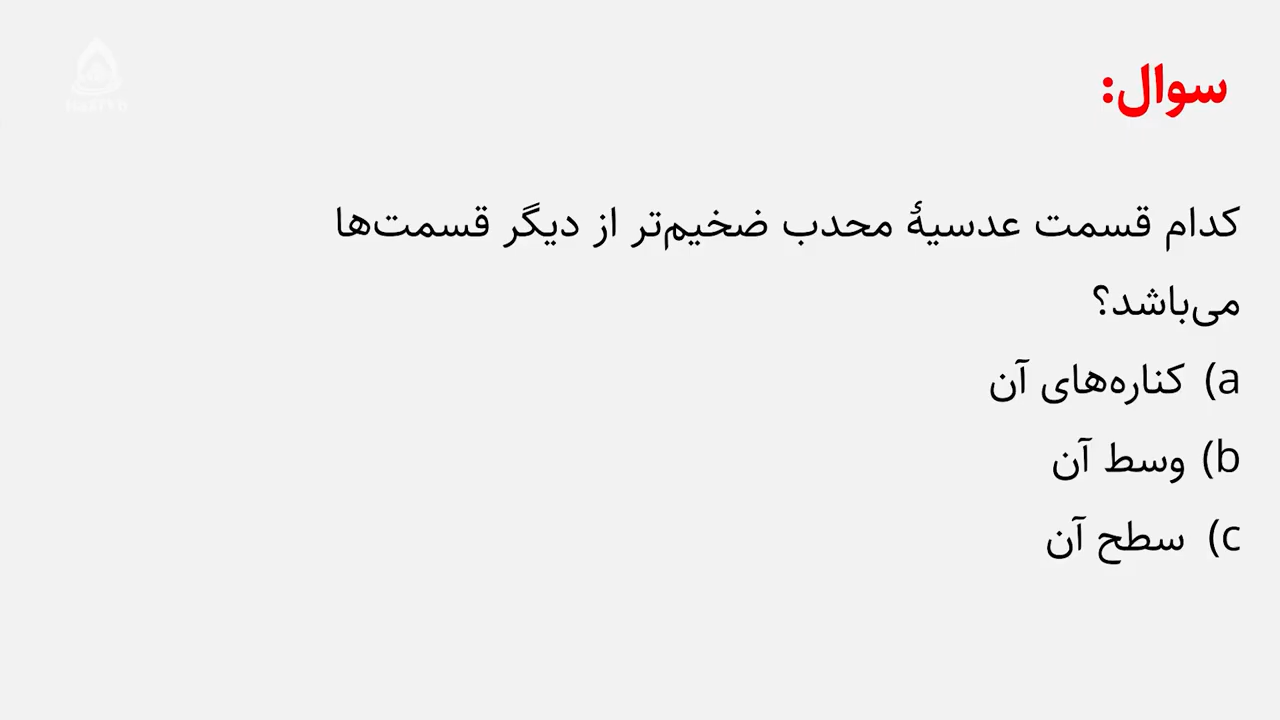 سوال:
کدام قسمت عدسیهٔ محدب ضخیم‌تر از دیگر قسمت‌ها
می‌باشد؟
a) کناره‌های آن
b) وسط آن
c) سطح آن